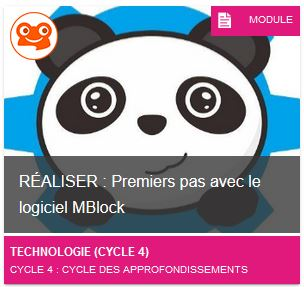 MODULE
RÉALISER : Premiers pas avec le
logiciel MBlock
TECHNOLOGIE (CYCLE 4)
CYCLE 4 : CYCLE DES APPROFONDISSEMENTS